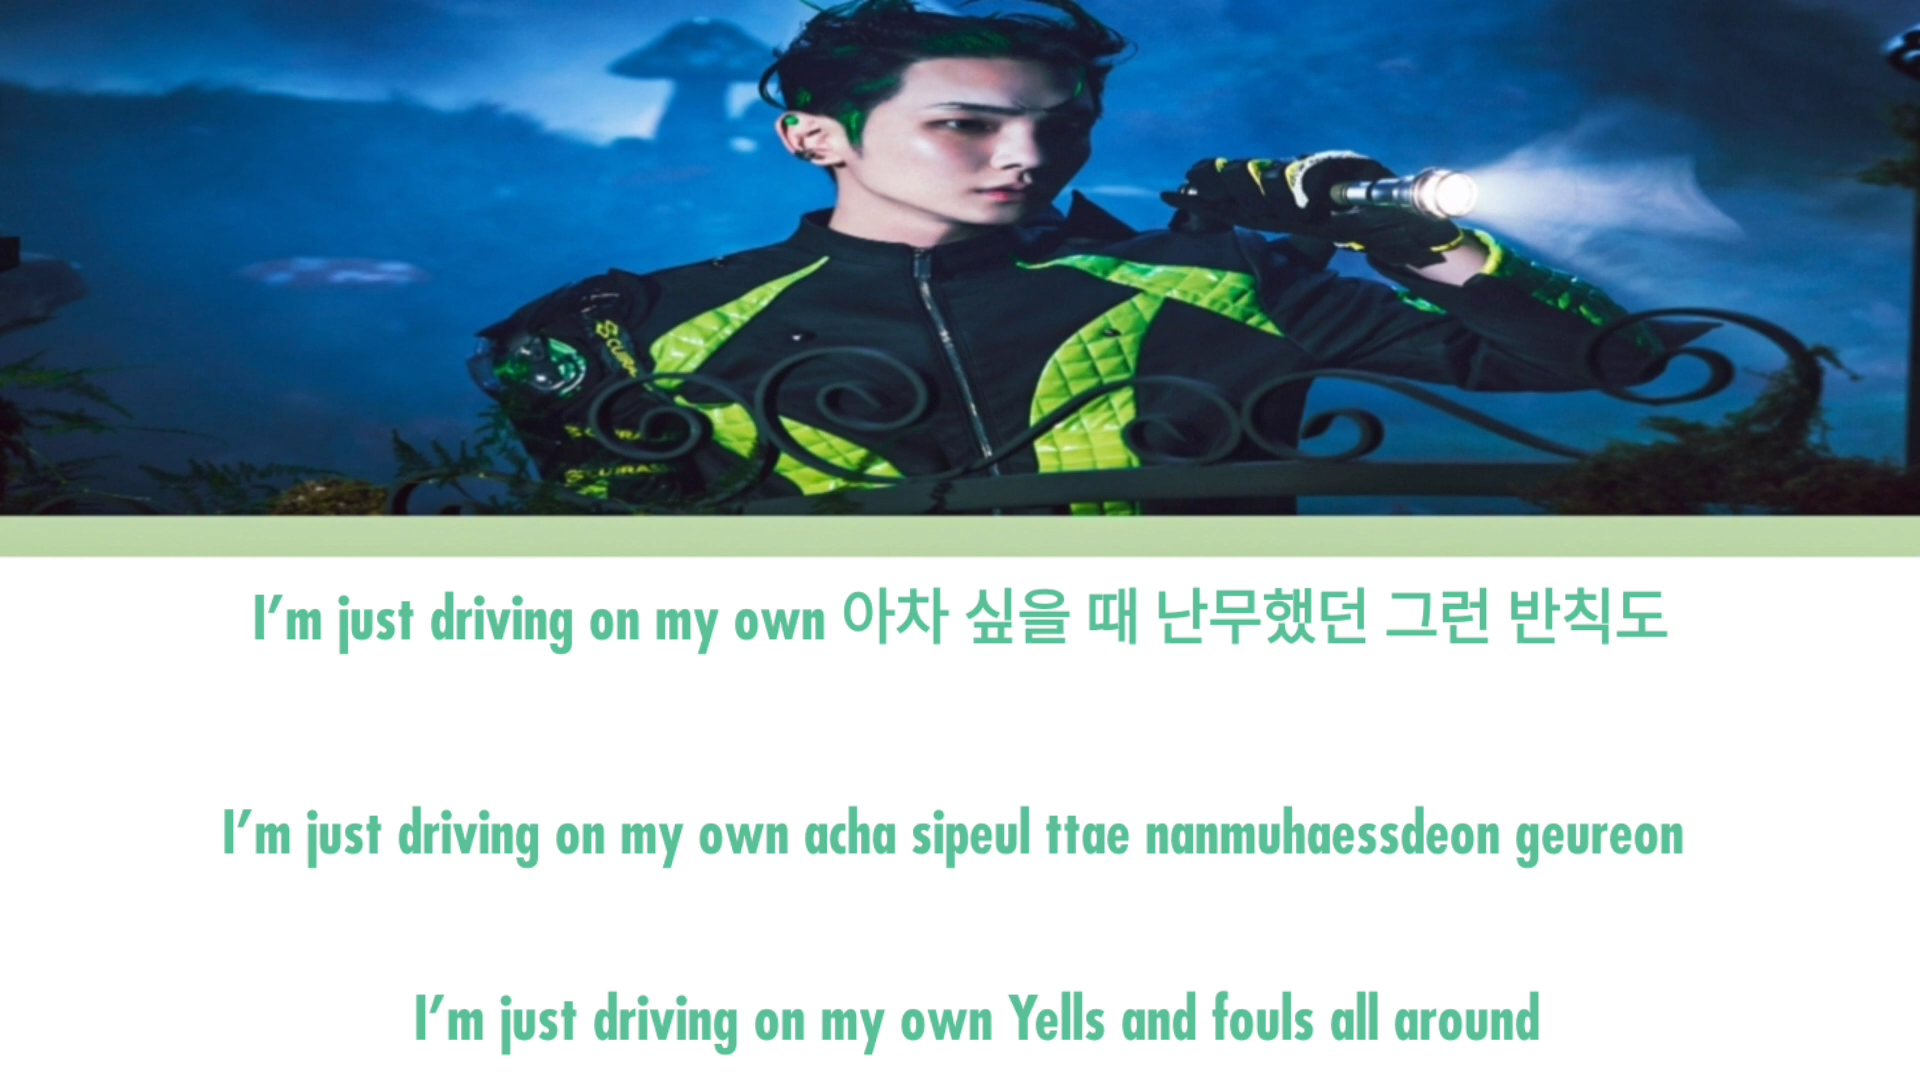 I'm just driving on my own 아차 싶을 때 난무했던 그런 반칙도
I'm just driving on my own acha sipeul ttae nanmuhaessdeon geureon
I'm just driving on my own Yells and fouls all around